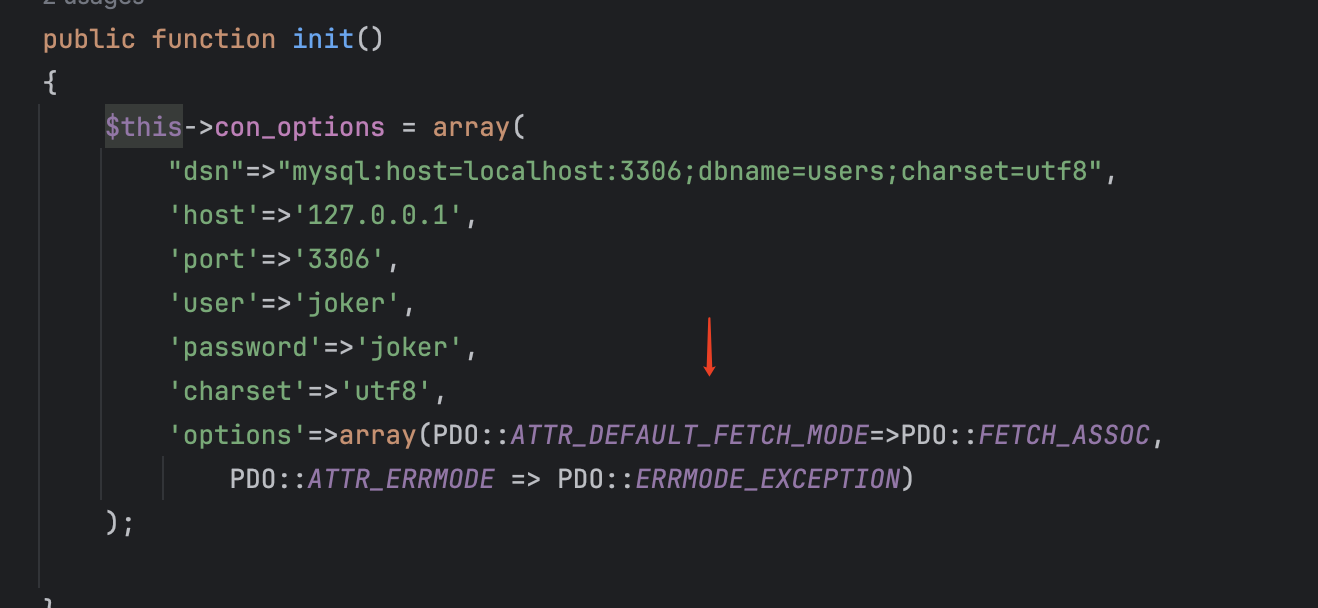 2 usages
public function init()
{
$this->con_options = array(
"dsn"=>"mysql:host=localhost:3306;dbname=users;charset=utf8",
'host'=>'127.0.0.1',
'port'=>'3306',
'user'=>'joker',
'password'=>'joker',
'charset'=>'utf8',
'options'=>array(PDO::ATTR_DEFAULT_FETCH_MODE=>PDO::FETCH_ASSOC,
PDO::ATTR_ERRMODE => PDO::ERRMODE_EXCEPTION)
);
}